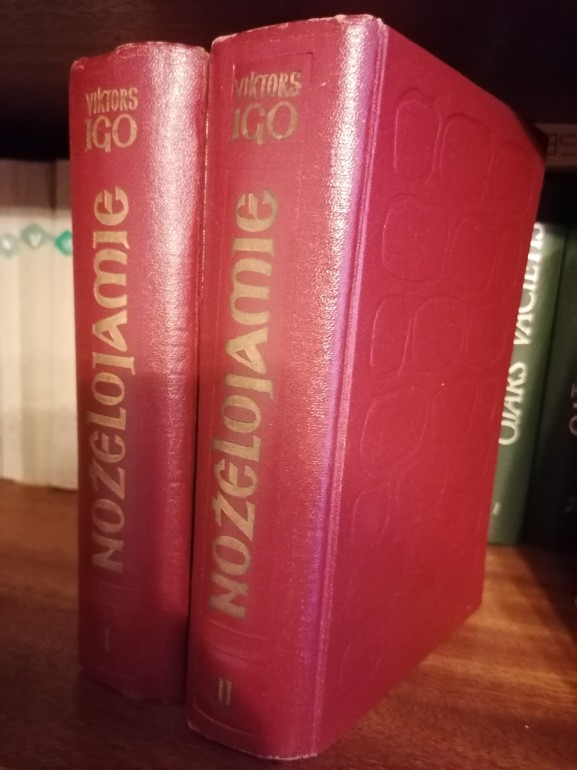 VIKTORS
IGO
NOŽĒLOJAMIE
I
VIKTORS
IGO
NOŽĒLOJAMIE
II
OJĀRS VĀCIETIS
I